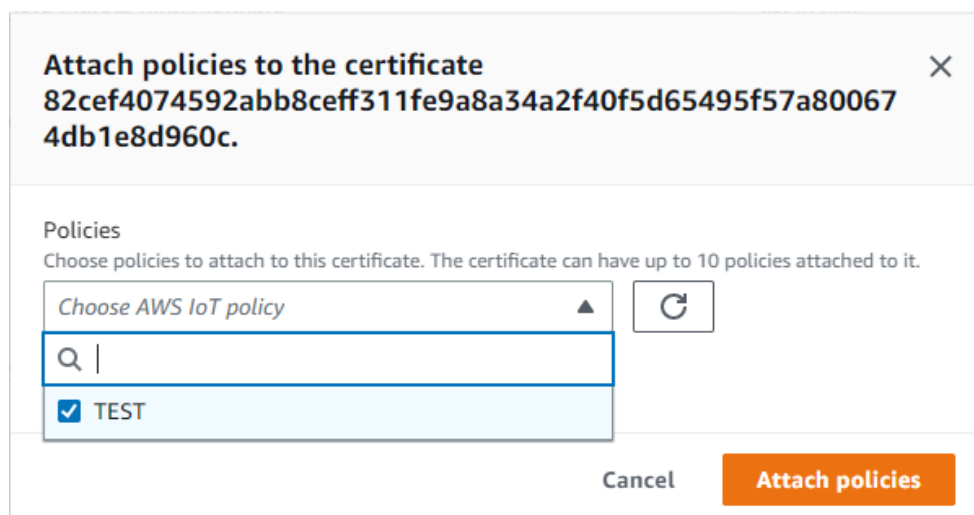 Attach policies to the certificate
82cef4074592abb8ceff311fe9a8a34a2f40f5d65495f57a80067
4db1e8d960c.
Policies
Choose policies to attach to this certificate. The certificate can have up to 10 policies attached to it.
Choose AWS IoT policy
TEST
Cancel
Attach policies